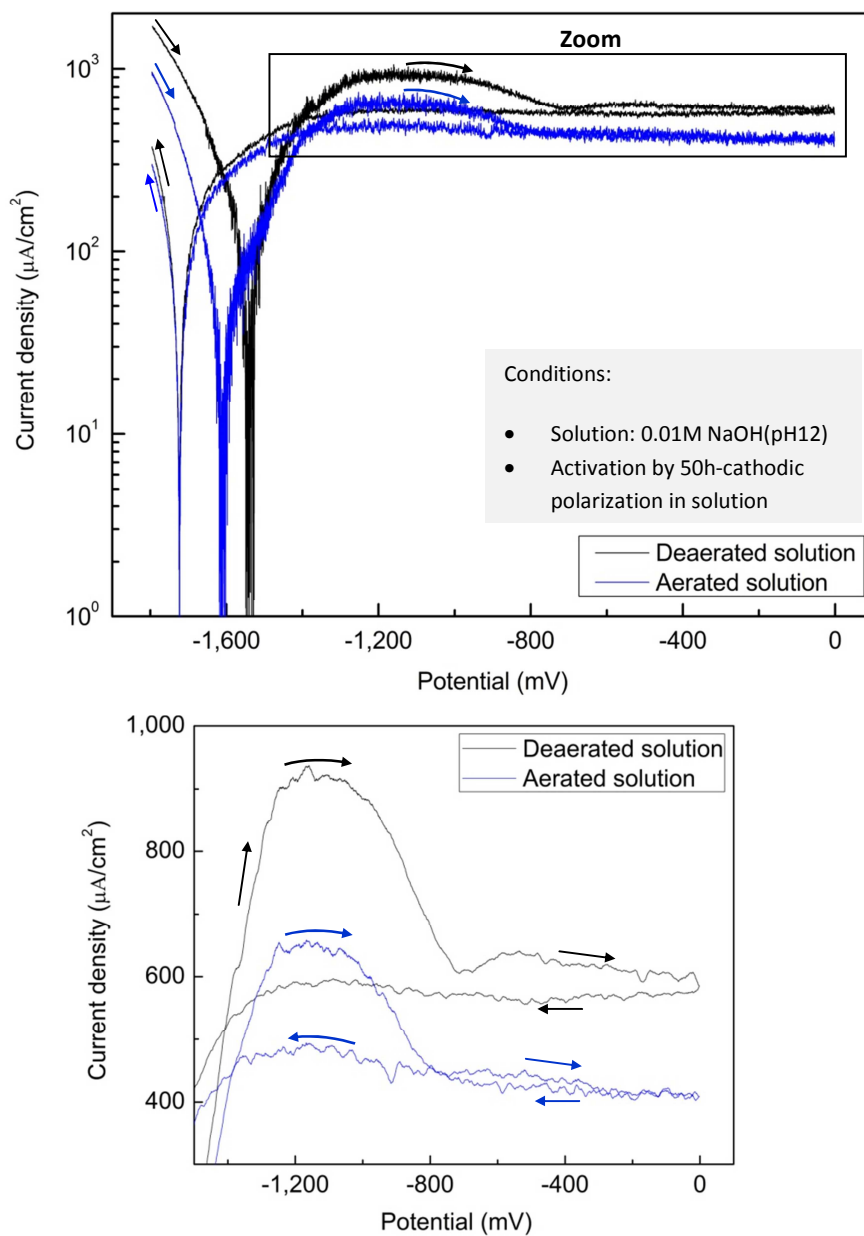 Zoom
10³
10²
10¹
10⁰
Current density (μA/cm²)
Conditions:
• Solution: 0.01M NaOH(pH12)
• Activation by 50h-cathodic
polarization in solution
Deaerated solution
Aerated solution
-1,600
-1,200
-800
-400
0
Potential (mV)
1,000
800
600
400
Current density (μA/cm²)
Deaerated solution
Aerated solution
-1,200
-800
-400
0
Potential (mV)